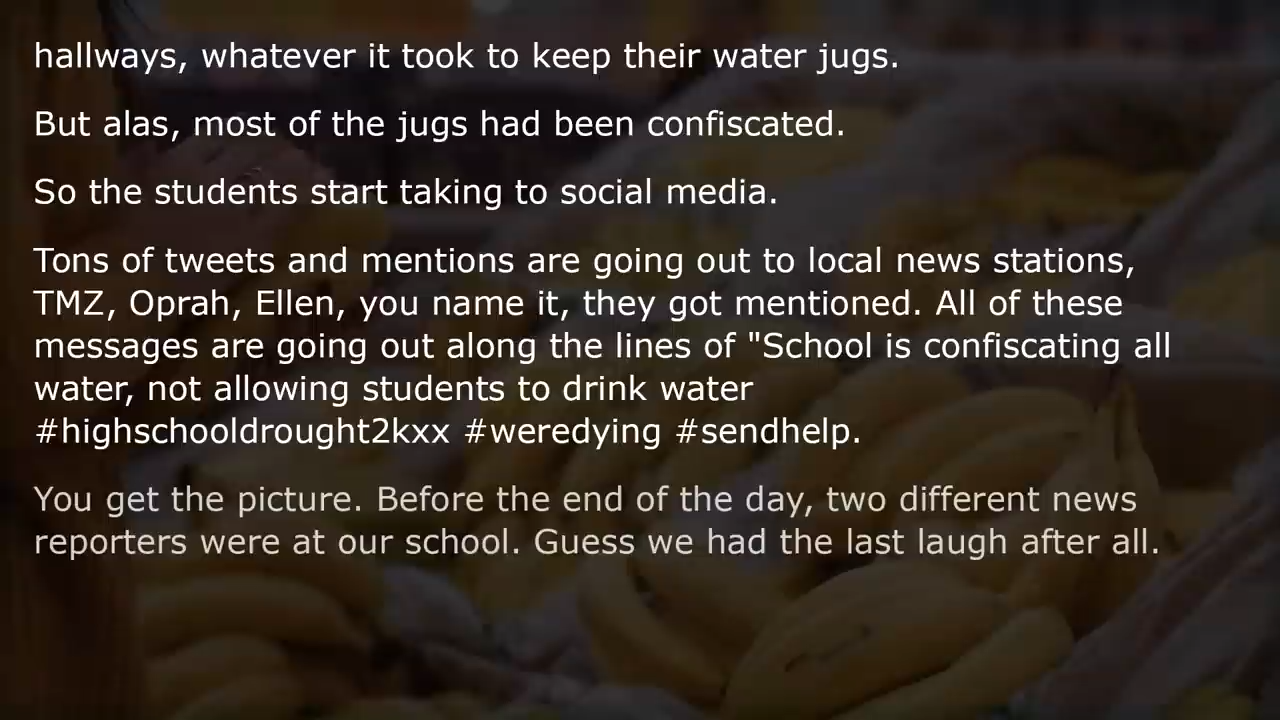 hallways, whatever it took to keep their water jugs.
But alas, most of the jugs had been confiscated.
So the students start taking to social media.
Tons of tweets and mentions are going out to local news stations,
TMZ, Oprah, Ellen, you name it, they got mentioned. All of these
messages are going out along the lines of "School is confiscating all
water, not allowing students to drink water
#highschooldrought2kxx #weredying #sendhelp.
You get the picture. Before the end of the day, two different news
reporters were at our school. Guess we had the last laugh after all.